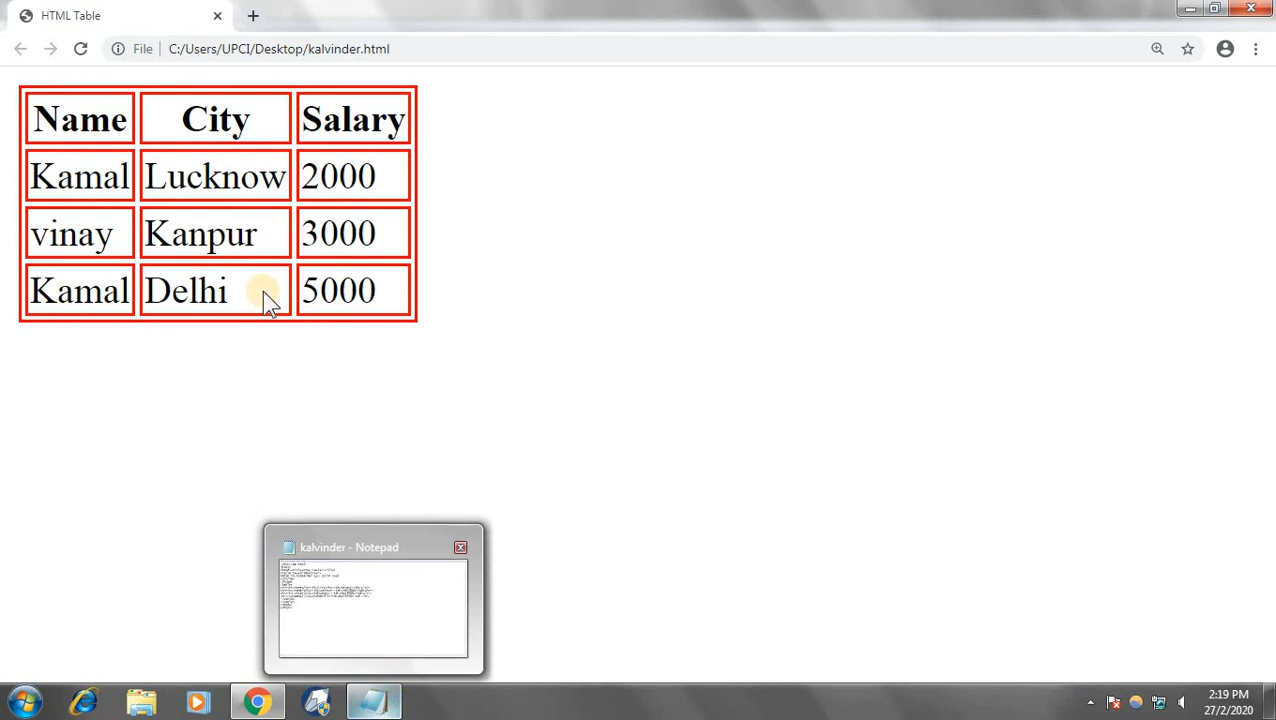 HTML Table
File C:/Users/UPCI/Desktop/kalvinder.html
Name City Salary
Kamal Lucknow 2000
vinay Kanpur 3000
Kamal Delhi 5000
kalvinder - Notepad
2:19 PM
27/2/2020